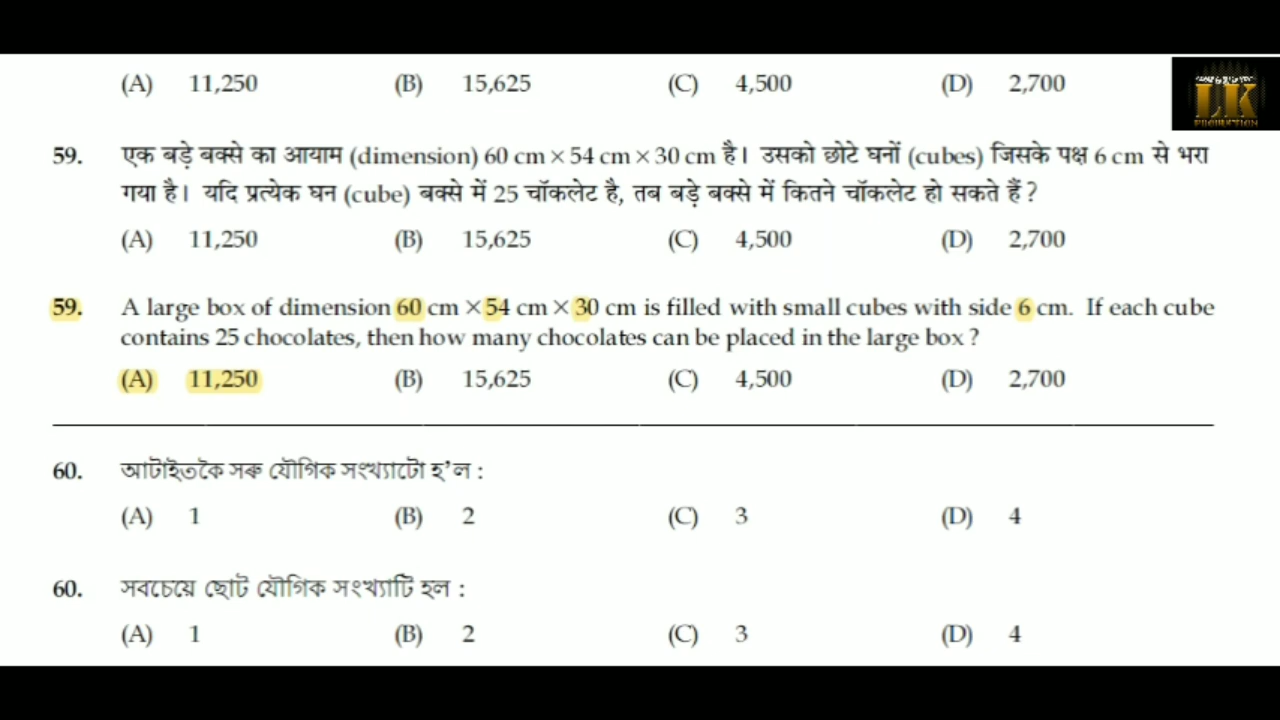 (A) 11,250 (B) 15,625 (C) 4,500 (D) 2,700
59. एक बड़े बक्से का आयाम (dimension) 60 cm × 54 cm × 30 cm है। उसको छोटे घनों (cubes) जिसके पक्ष 6 cm से भरा
गया है। यदि प्रत्येक घन (cube) बक्से में 25 चॉकलेट है, तब बड़े बक्से में कितने चॉकलेट हो सकते हैं ?
(A) 11,250 (B) 15,625 (C) 4,500 (D) 2,700
59. A large box of dimension 60 cm × 54 cm × 30 cm is filled with small cubes with side 6 cm. If each cube
contains 25 chocolates, then how many chocolates can be placed in the large box ?
(A) 11,250 (B) 15,625 (C) 4,500 (D) 2,700
60. আটাইতকৈ সৰু যৌগিক সংখ্যাটো হ’ল :
(A) 1 (B) 2 (C) 3 (D) 4
60. সবচেয়ে ছোট যৌগিক সংখ্যাটি হল :
(A) 1 (B) 2 (C) 3 (D) 4
LK
PRODUCTION